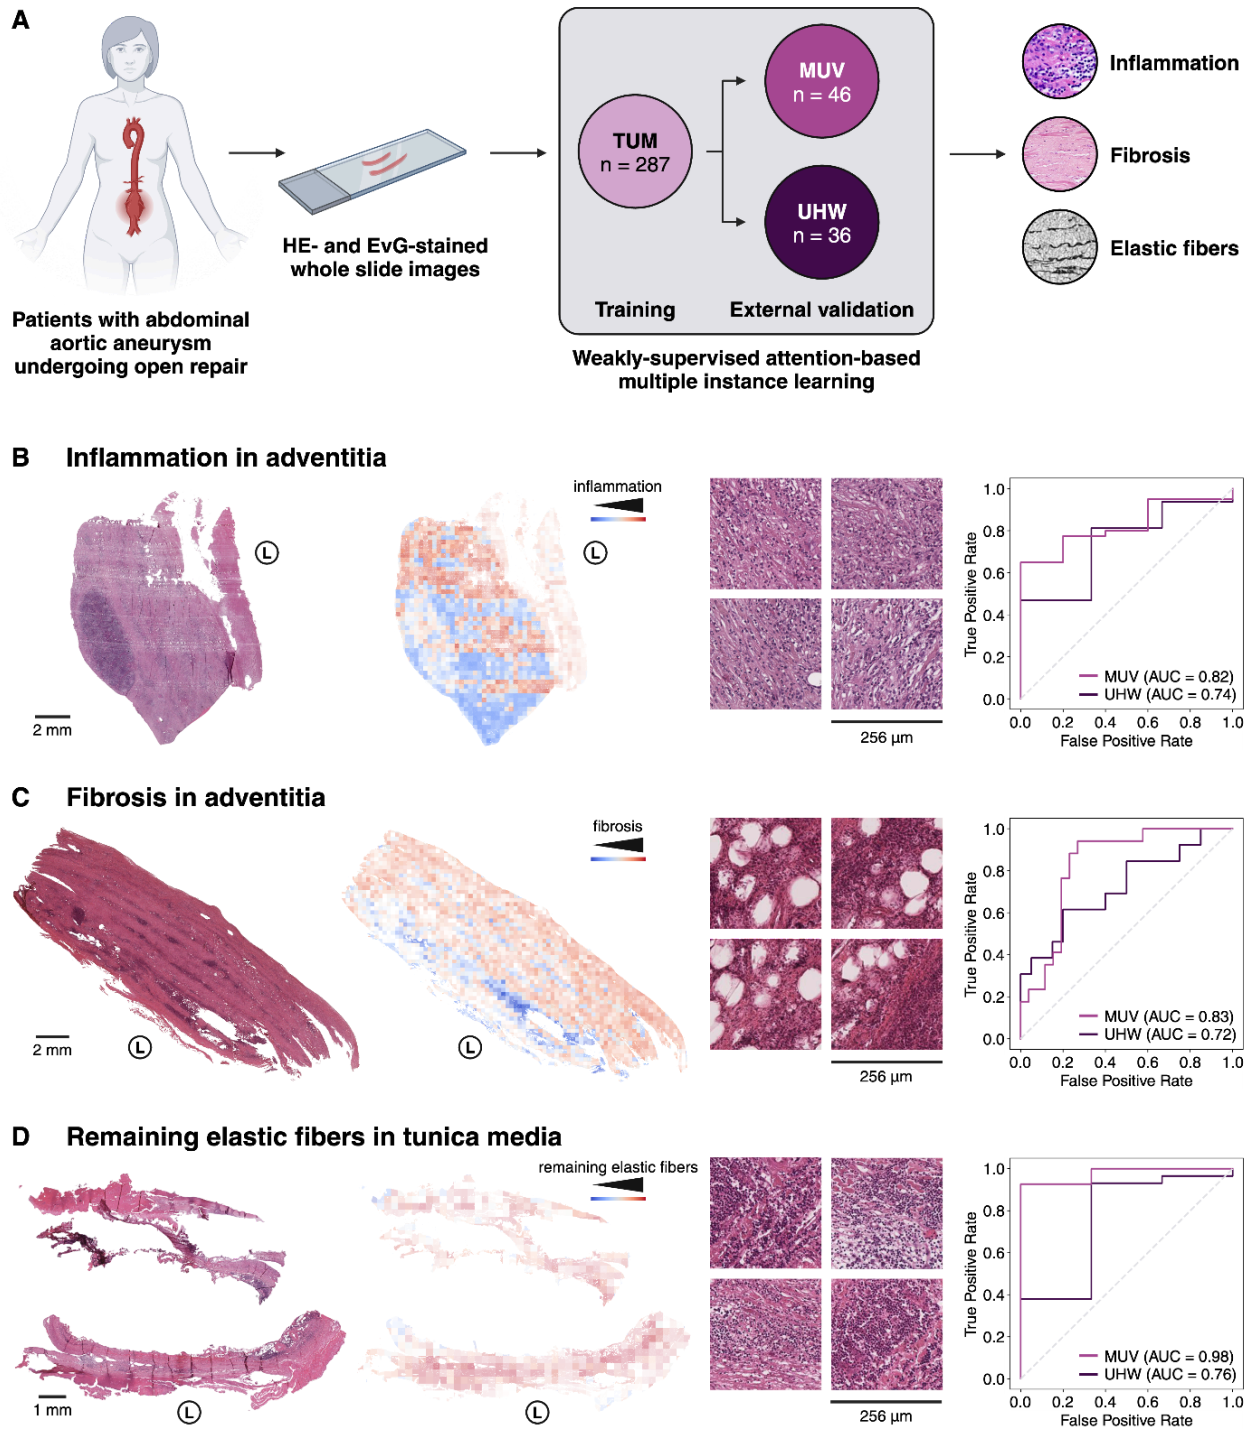 A
MUV
n = 46
TUM
n = 287
UHW
n = 36
Training
External validation
Inflammation
Fibrosis
Elastic fibers
HE- and EvG-stained
whole slide images
Patients with abdominal
aortic aneurysm
undergoing open repair
Weakly-supervised attention-based
multiple instance learning
B Inflammation in adventitia
inflammation
L
L
2 mm
256 µm
1.0
0.8
0.6
0.4
0.2
0.0
True Positive Rate
MUV (AUC = 0.82)
UHW (AUC = 0.74)
0.0 0.2 0.4 0.6 0.8 1.0
False Positive Rate
C Fibrosis in adventitia
fibrosis
2 mm
L
L
256 µm
1.0
0.8
0.6
0.4
0.2
0.0
True Positive Rate
MUV (AUC = 0.83)
UHW (AUC = 0.72)
0.0 0.2 0.4 0.6 0.8 1.0
False Positive Rate
D Remaining elastic fibers in tunica media
remaining elastic fibers
1 mm
L
L
256 µm
1.0
0.8
0.6
0.4
0.2
0.0
True Positive Rate
MUV (AUC = 0.98)
UHW (AUC = 0.76)
0.0 0.2 0.4 0.6 0.8 1.0
False Positive Rate